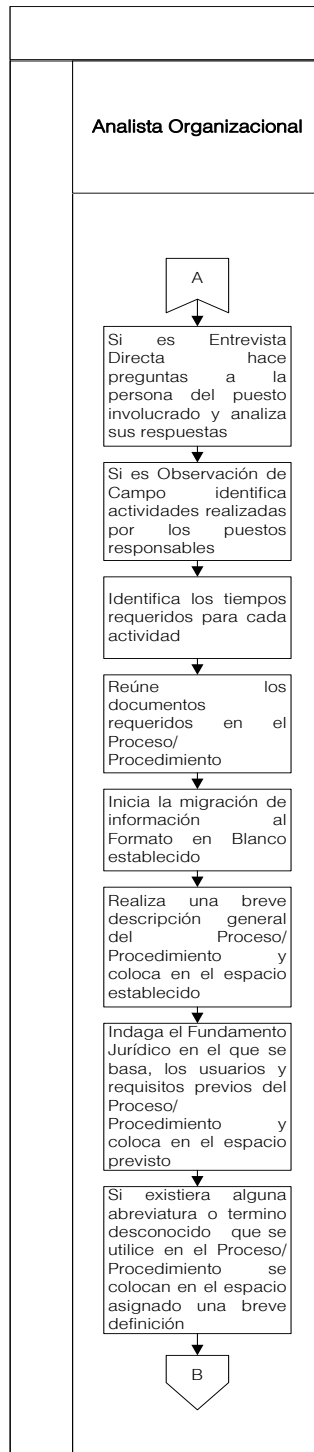 Analista Organizacional
A
Si es Entrevista
Directa hace
preguntas a la
persona del puesto
involucrado y analiza
sus respuestas
Si es Observación de
Campo identifica
actividades realizadas
por los puestos
responsables
Identifica los tiempos
requeridos para cada
actividad
Reúne los
documentos
requeridos en el
Proceso/
Procedimiento
Inicia la migración de
información al
Formato en Blanco
establecido
Realiza una breve
descripción general
del Proceso/
Procedimiento y
coloca en el espacio
establecido
Indaga el Fundamento
Jurídico en el que se
basa, los usuarios y
requisitos previos del
Proceso/
Procedimiento y
coloca en el espacio
previsto
Si existiera alguna
abreviatura o termino
desconocido que se
utilice en el Proceso/
Procedimiento se
colocan en el espacio
asignado una breve
definición
B